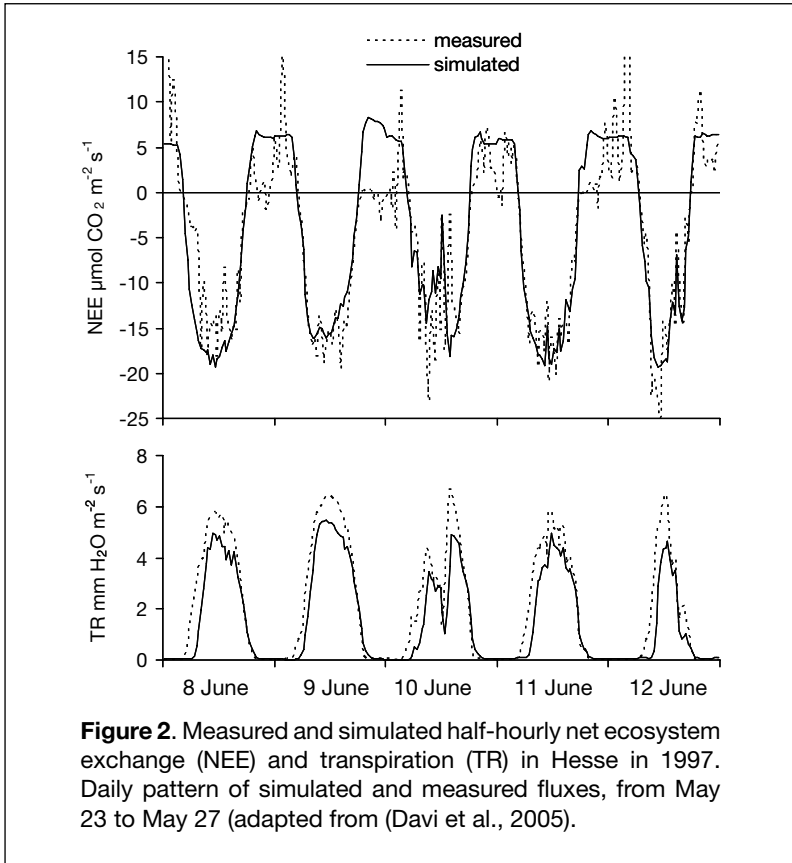 measured
simulated
15
10
5
0
-5
-10
-15
-20
-25
NEE µmol CO₂ m⁻² s⁻¹
8
6
4
2
0
TR mm H₂O m⁻² s⁻¹
8 June 9 June 10 June 11 June 12 June
Figure 2. Measured and simulated half-hourly net ecosystem
exchange (NEE) and transpiration (TR) in Hesse in 1997.
Daily pattern of simulated and measured fluxes, from May
23 to May 27 (adapted from (Davi et al., 2005).